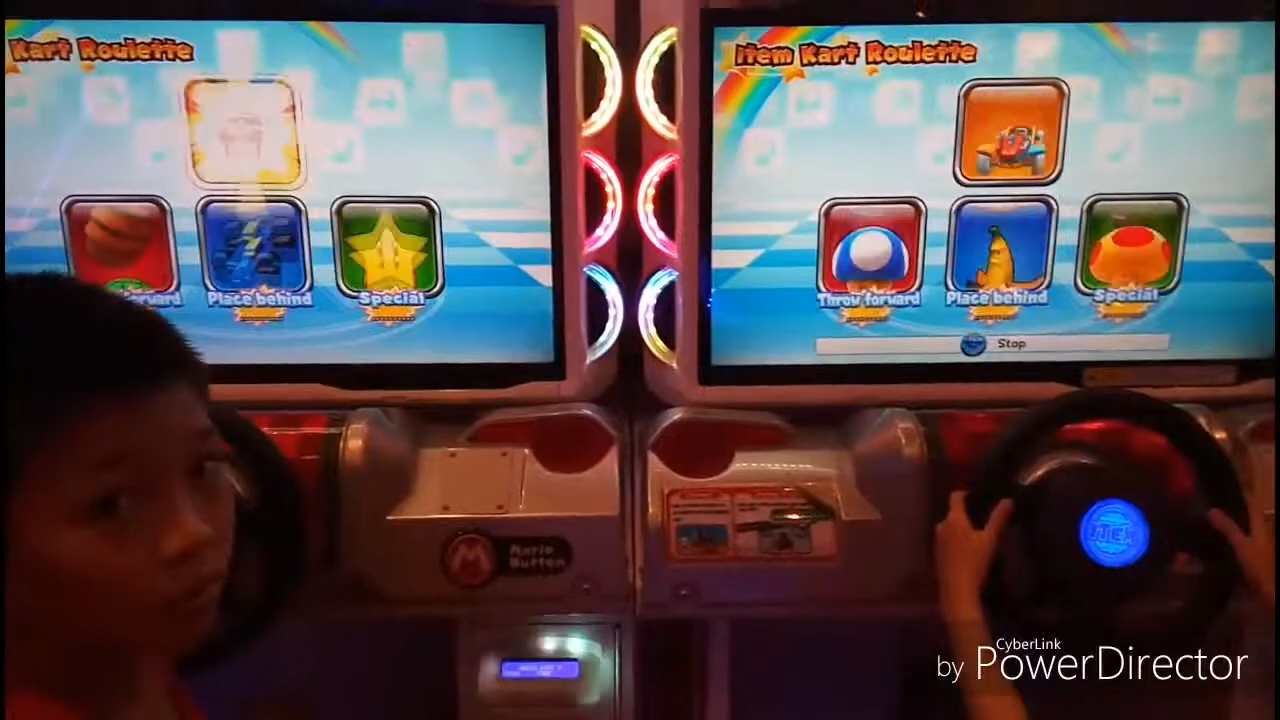 Kart Roulette
Item Kart Roulette
Place behind
Special
Throw forward
Place behind
Special
Stop
Mario
Button
ITEM
CyberLink
by PowerDirector